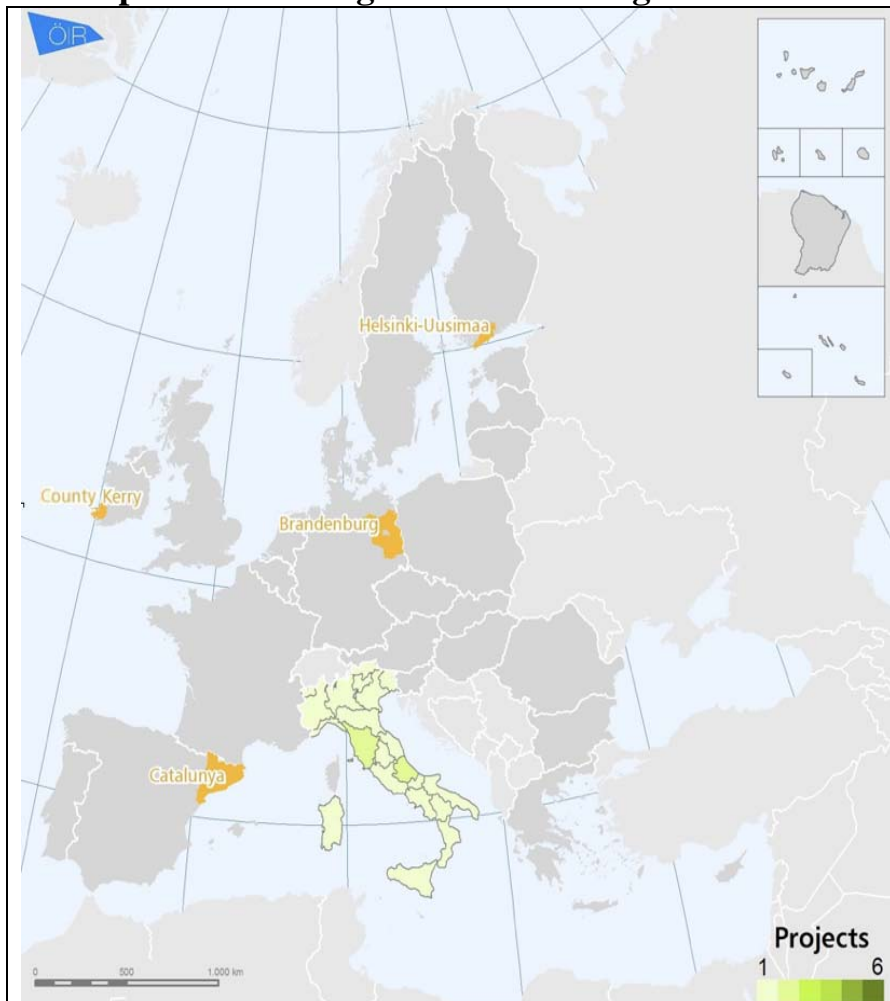 ÖIR
Helsinki-Uusimaa
County Kerry
Brandenburg
Catalunya
Projects
1 6
0 500 1.000 km